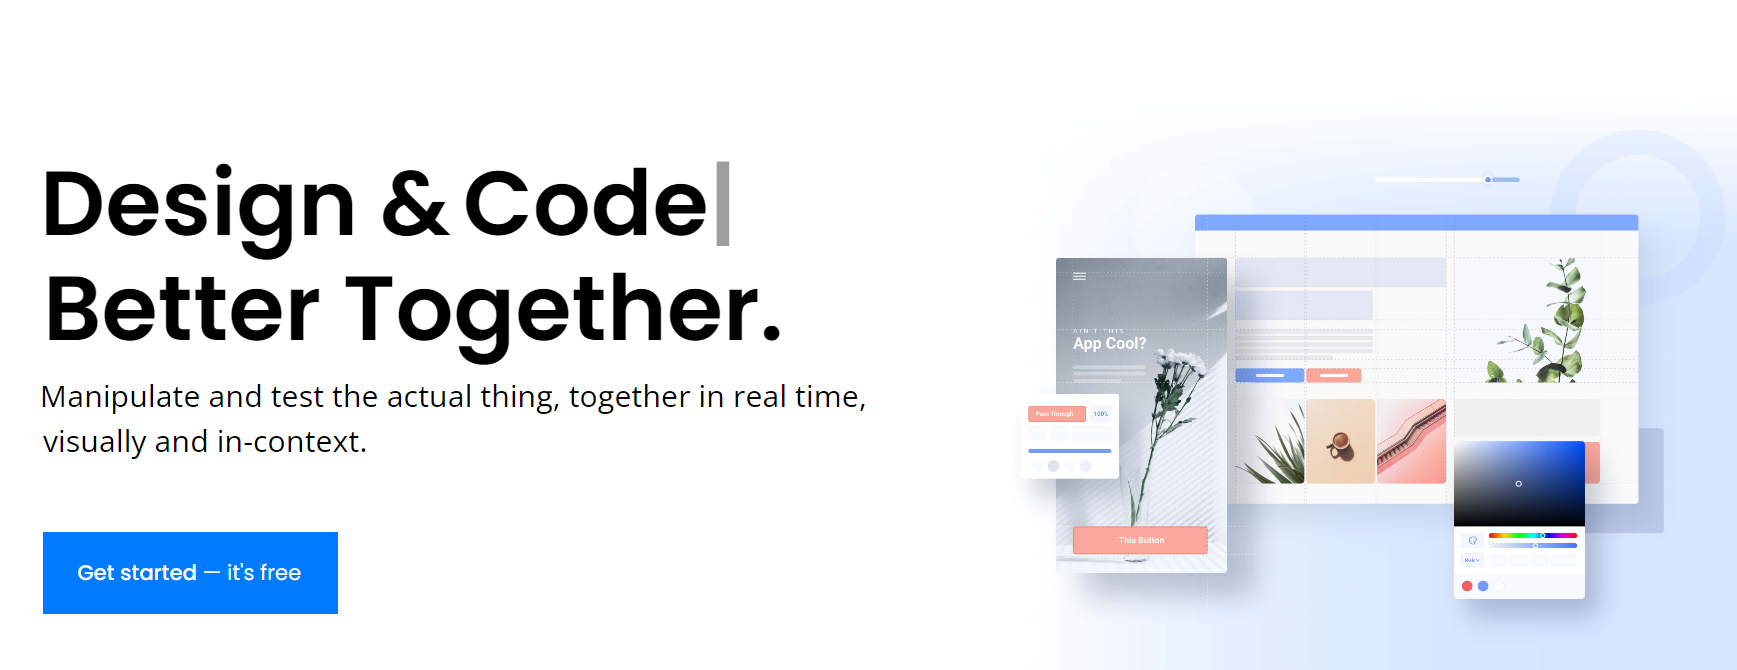 Design & Code|
Better Together.
Manipulate and test the actual thing, together in real time,
visually and in-context.
Get started — it's free
AIN'T THIS
App Cool?
Pass Through
100%
This Button
RGB